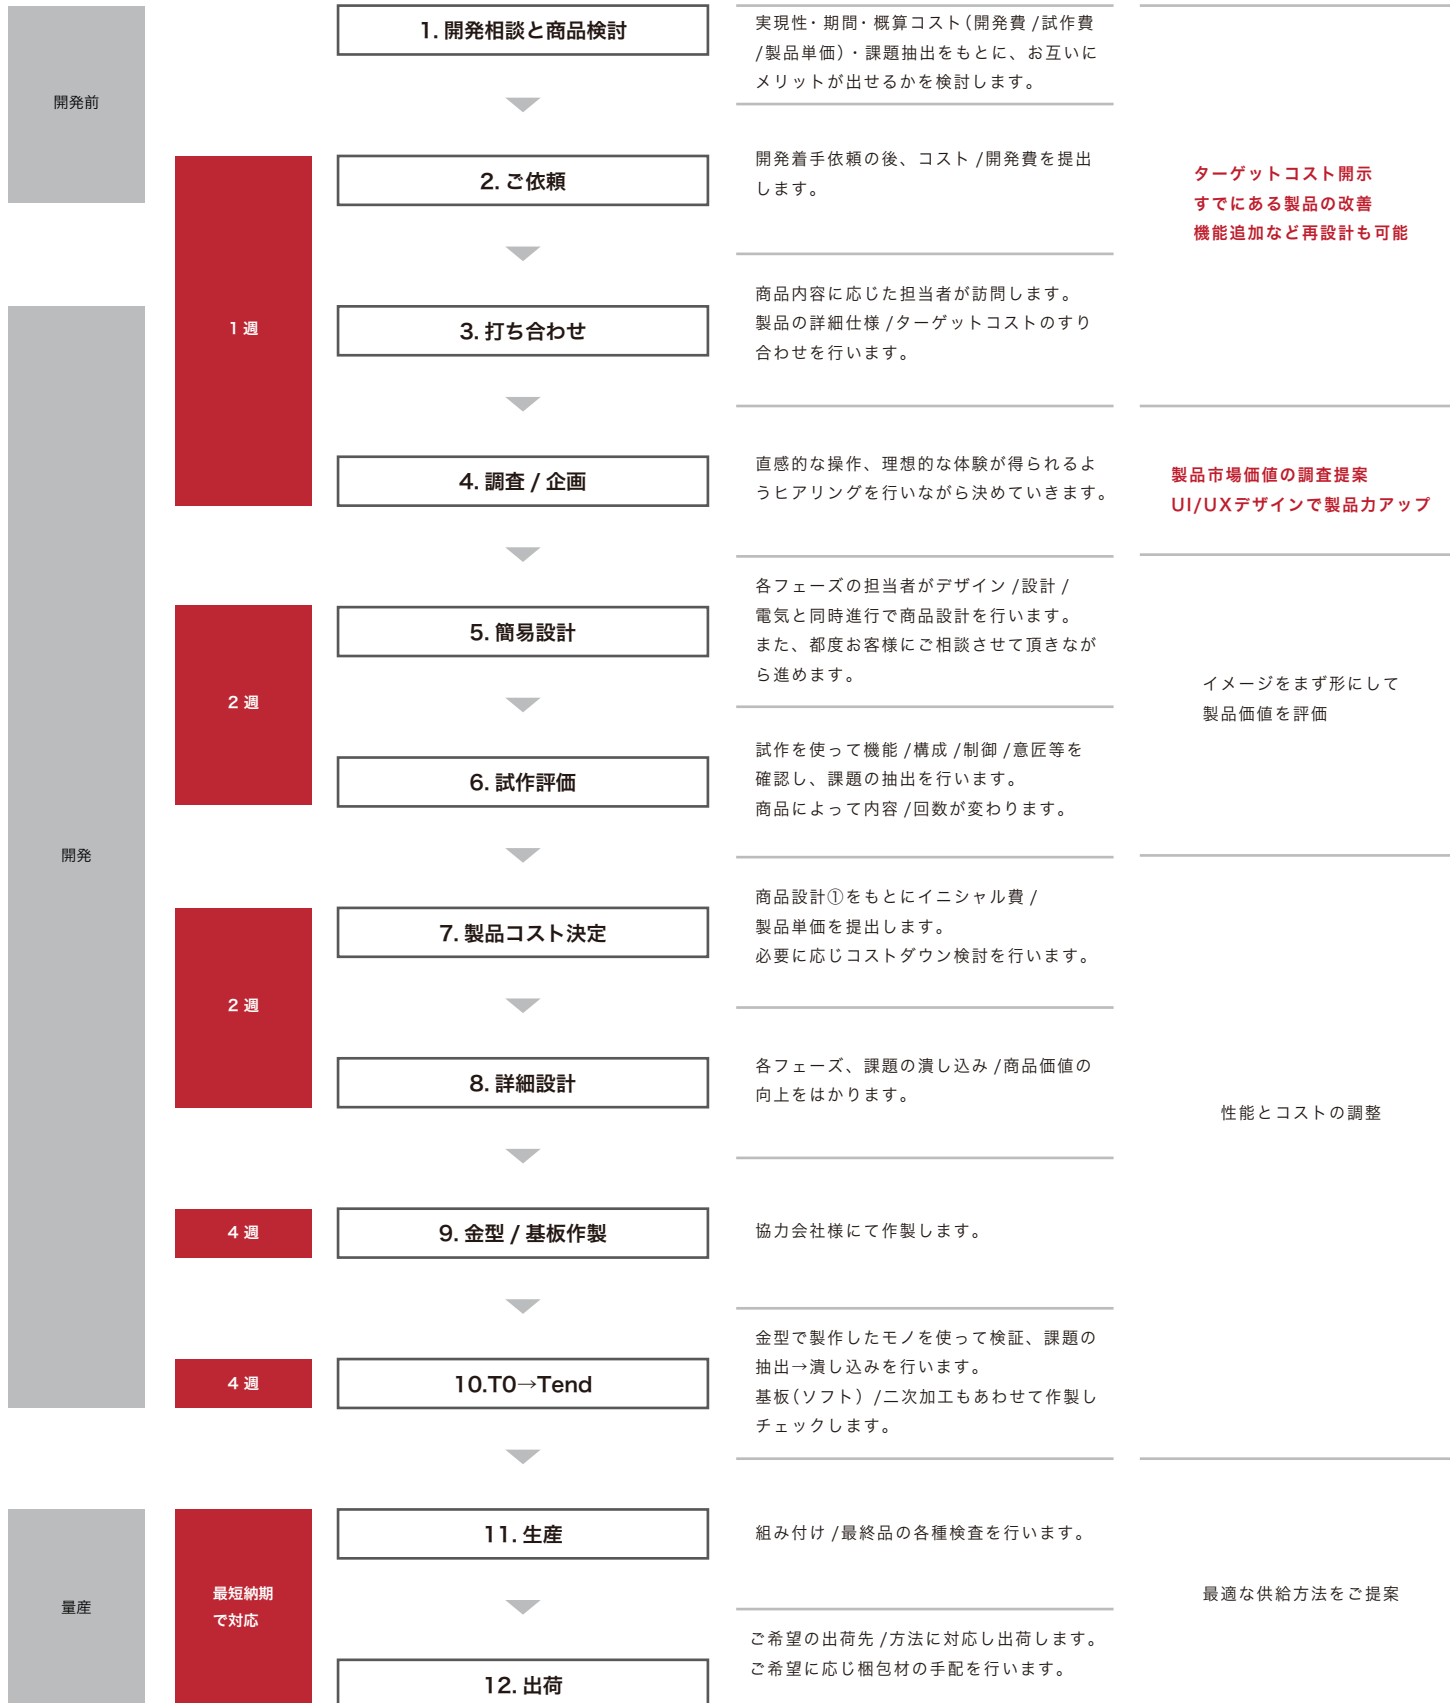 開発前
1. 開発相談と商品検討
実現性・期間・概算コスト(開発費 /試作費
/製品単価)・課題抽出をもとに、お互いに
メリットが出せるかを検討します。
2. ご依頼
開発着手依頼の後、コスト /開発費を提出
します。
ターゲットコスト開示
すでにある製品の改善
機能追加など再設計も可能
1 週
3. 打ち合わせ
商品内容に応じた担当者が訪問します。
製品の詳細仕様 /ターゲットコストのすり
合わせを行います。
4. 調査 / 企画
直感的な操作、理想的な体験が得られるよ
うヒアリングを行いながら決めていきます。
製品市場価値の調査提案
UI/UXデザインで製品力アップ
開発
2 週
5. 簡易設計
各フェーズの担当者がデザイン /設計 /
電気と同時進行で商品設計を行います。
また、都度お客様にご相談させて頂きなが
ら進めます。
イメージをまず形にして
製品価値を評価
6. 試作評価
試作を使って機能 /構成 /制御 /意匠等を
確認し、課題の抽出を行います。
商品によって内容 /回数が変わります。
2 週
7. 製品コスト決定
商品設計①をもとにイニシャル費 /
製品単価を提出します。
必要に応じコストダウン検討を行います。
8. 詳細設計
各フェーズ、課題の潰し込み /商品価値の
向上をはかります。
性能とコストの調整
4 週
9. 金型 / 基板作製
協力会社様にて作製します。
4 週
10.T0→Tend
金型で製作したモノを使って検証、課題の
抽出→潰し込みを行います。
基板(ソフト) /二次加工もあわせて作製し
チェックします。
量産
最短納期
で対応
11. 生産
組み付け /最終品の各種検査を行います。
最適な供給方法をご提案
12. 出荷
ご希望の出荷先 /方法に対応し出荷します。
ご希望に応じ梱包材の手配を行います。